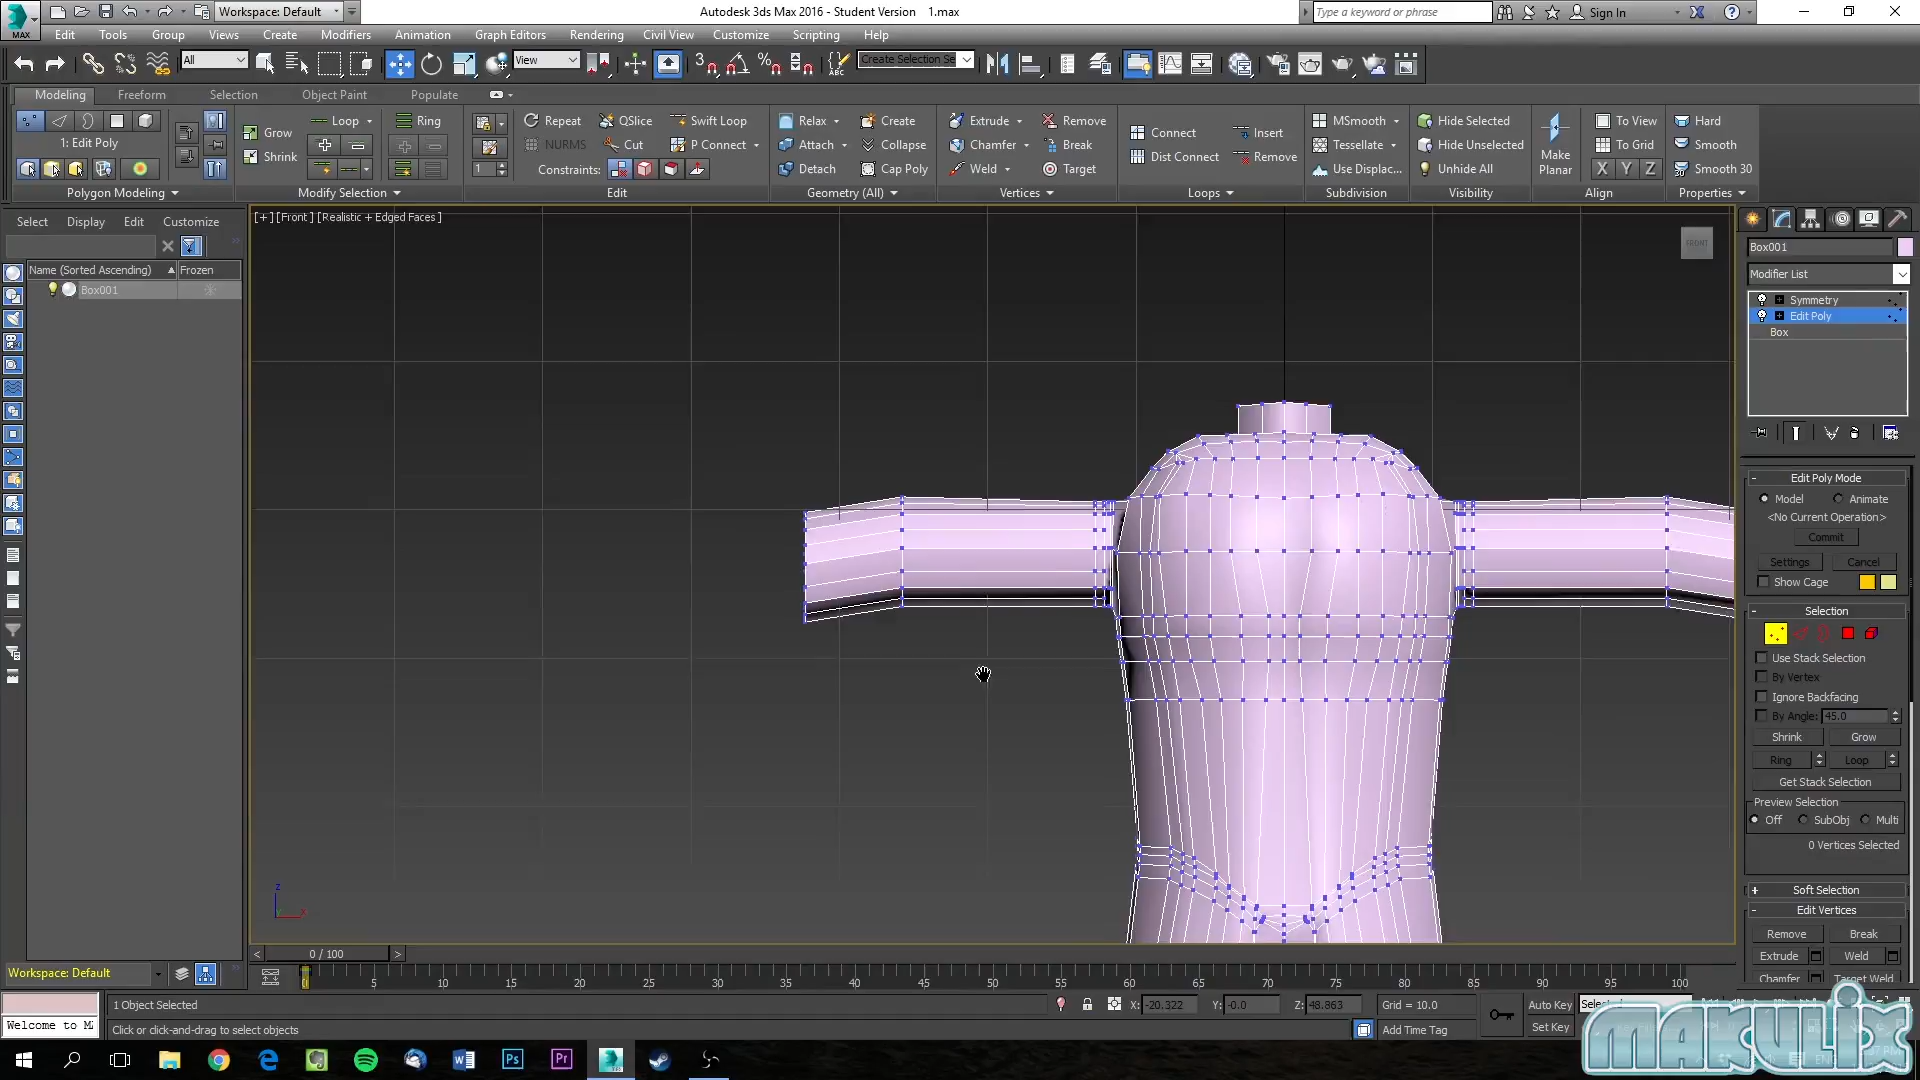 Workspace: Default
Autodesk 3ds Max 2016 - Student Version 1.max
Type a keyword or phrase
Sign In
MAX
Edit Tools Group Views Create Modifiers Animation Graph Editors Rendering Civil View Customize Scripting Help
All
View
Create Selection Se
Modeling Freeform Selection Object Paint Populate
Loop Ring Repeat QSlice Swift Loop Relax Create Extrude Remove MSmooth Hide Selected To View Hard
1: Edit Poly
Grow
Shrink
NURMS Cut P Connect Attach Collapse Chamfer Break Connect Insert Tessellate Hide Unselected Make Planar To Grid Smooth
1
Constraints:
Detach Cap Poly Weld Target Dist Connect Remove Use Displac... Unhide All X Y Z Smooth 30
Polygon Modeling Modify Selection Edit Geometry (All) Vertices Loops Subdivision Visibility Align Properties
Select Display Edit Customize
[+] [Front ] [Realistic + Edged Faces ]
FRONT
Name (Sorted Ascending) Frozen
Box001
Box001
Modifier List
Symmetry
Edit Poly
Box
Edit Poly Mode
Model Animate
<No Current Operation>
Commit
Settings Cancel
Show Cage
Selection
Use Stack Selection
By Vertex
Ignore Backfacing
By Angle: 45.0
Shrink Grow
Ring Loop
Get Stack Selection
Preview Selection
Off SubObj Multi
0 Vertices Selected
Soft Selection
Edit Vertices
Remove Break
Extrude Weld
Chamfer Target Weld
z
x
0 / 100
Workspace: Default
5 10 15 20 25 30 35 40 45 50 55 60 65 70 75 80 85 90 95 100
1 Object Selected
X: -20.322 Y: -0.0 Z: 48.863 Grid = 10.0
Auto Key
Welcome to M
Click or click-and-drag to select objects
Add Time Tag
Set Key
MAKULIX